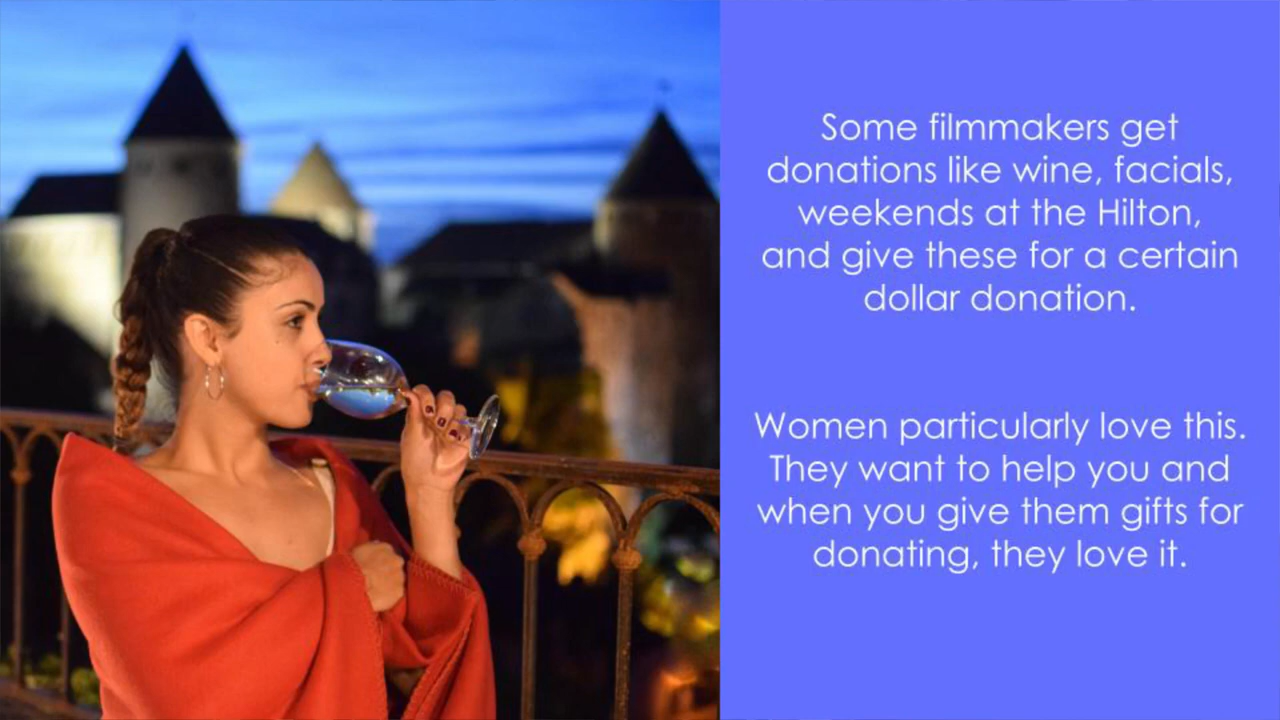 Some filmmakers get
donations like wine, facials,
weekends at the Hilton,
and give these for a certain
dollar donation.
Women particularly love this.
They want to help you and
when you give them gifts for
donating, they love it.